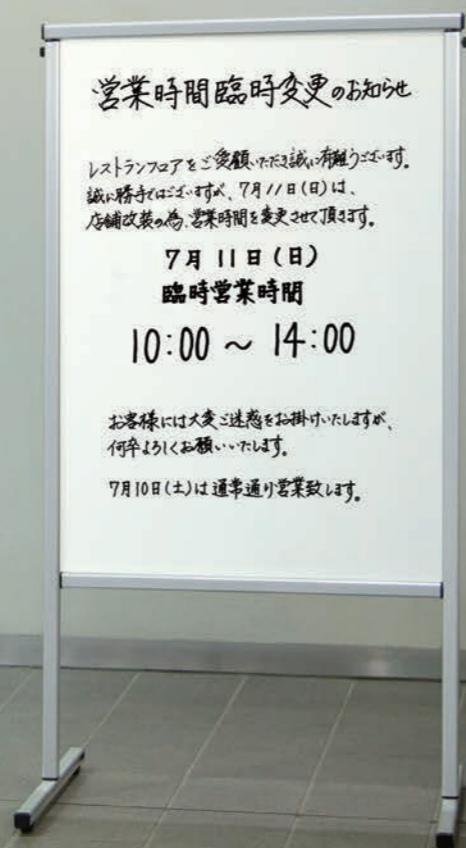 営業時間臨時変更のお知らせ
レストランフロアをご愛顧いただき誠に有難うございます。
誠に勝手ではございますが、7月11日(日)は、
店舗改装の為、営業時間を変更させて頂きます。
7月11日(日)
臨時営業時間
10:00 〜 14:00
お客様には大変ご迷惑をお掛けいたしますが、
何卒よろしくお願いいたします。
7月10日(土)は通常通り営業致します。